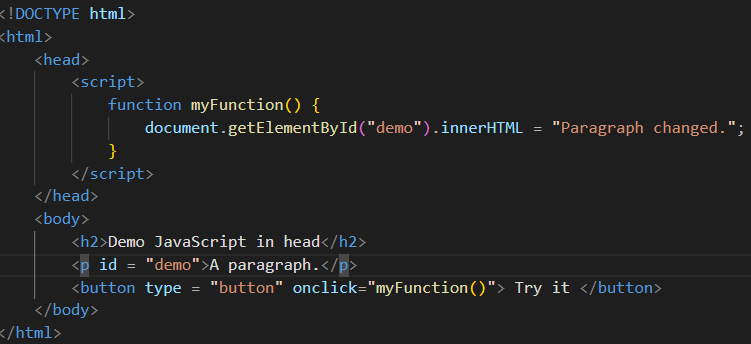 <!DOCTYPE html>
<html>
    <head>
        <script>
            function myFunction() {
                document.getElementById("demo").innerHTML = "Paragraph changed.";
            }
        </script>
    </head>
    <body>
        <h2>Demo JavaScript in head</h2>
        <p id = "demo">A paragraph.</p>
        <button type = "button" onclick="myFunction()"> Try it </button>
    </body>
</html>